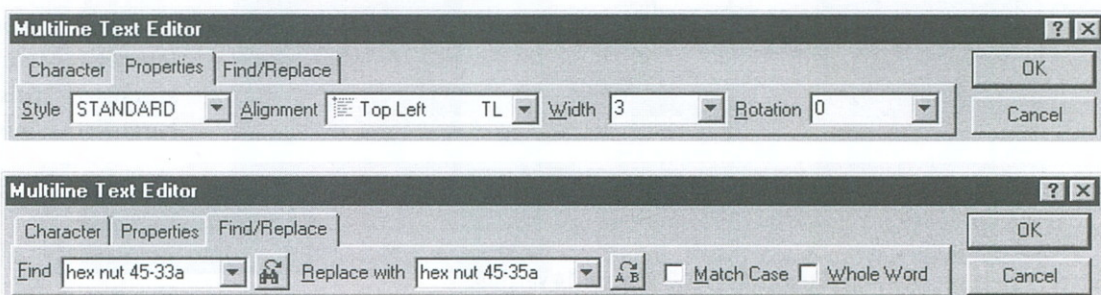 Multiline Text Editor
Character Properties Find/Replace OK
Style STANDARD Alignment Top Left TL Width 3 Rotation 0 Cancel
Multiline Text Editor
Character Properties Find/Replace OK
Find hex nut 45-33a Replace with hex nut 45-35a A B Match Case Whole Word Cancel